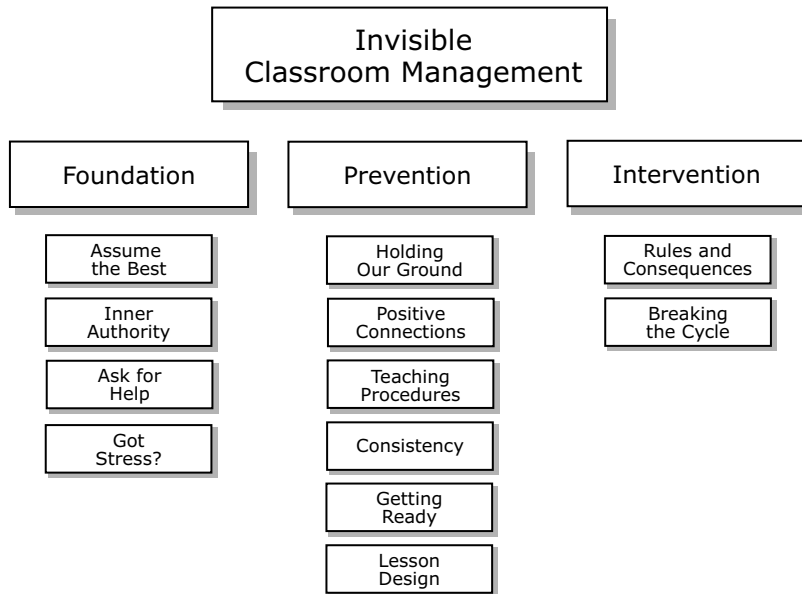 Invisible
Classroom Management
Foundation
Prevention
Intervention
Assume
the Best
Inner
Authority
Ask for
Help
Got
Stress?
Holding
Our Ground
Positive
Connections
Teaching
Procedures
Consistency
Getting
Ready
Lesson
Design
Rules and
Consequences
Breaking
the Cycle